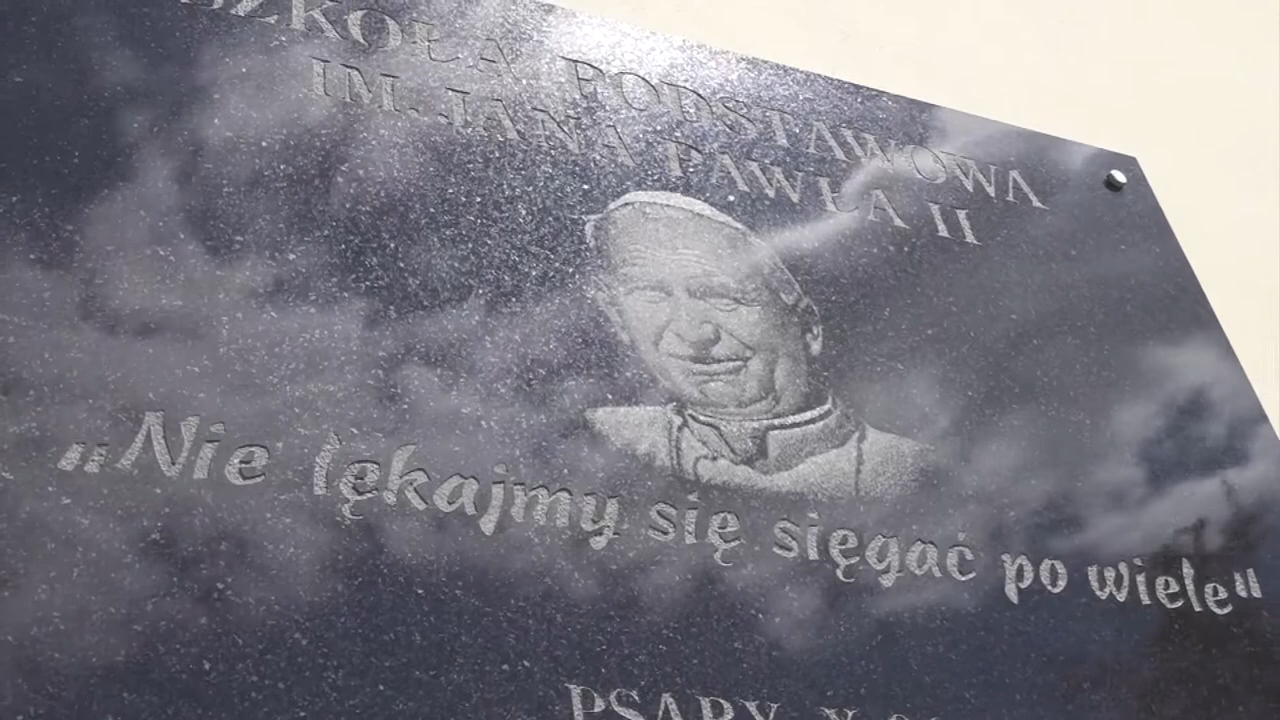 SZKOŁA PODSTAWOWA
IM. JANA PAWŁA II
„Nie lękajmy się sięgać po wiele"
PSARY